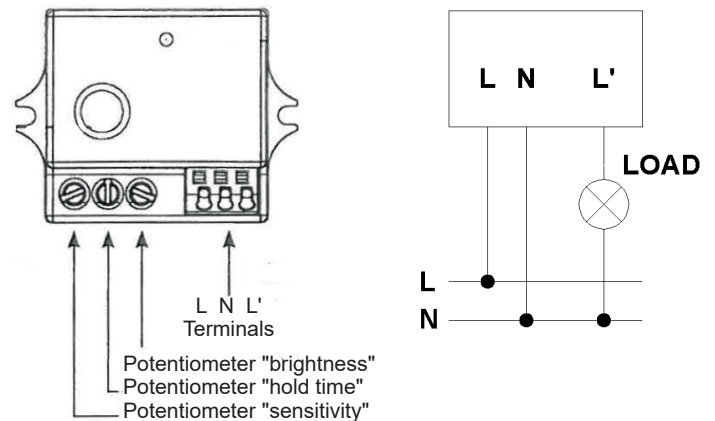 L N L'
Terminals
Potentiometer "brightness"
Potentiometer "hold time"
Potentiometer "sensitivity"
L N L'
LOAD
L
N